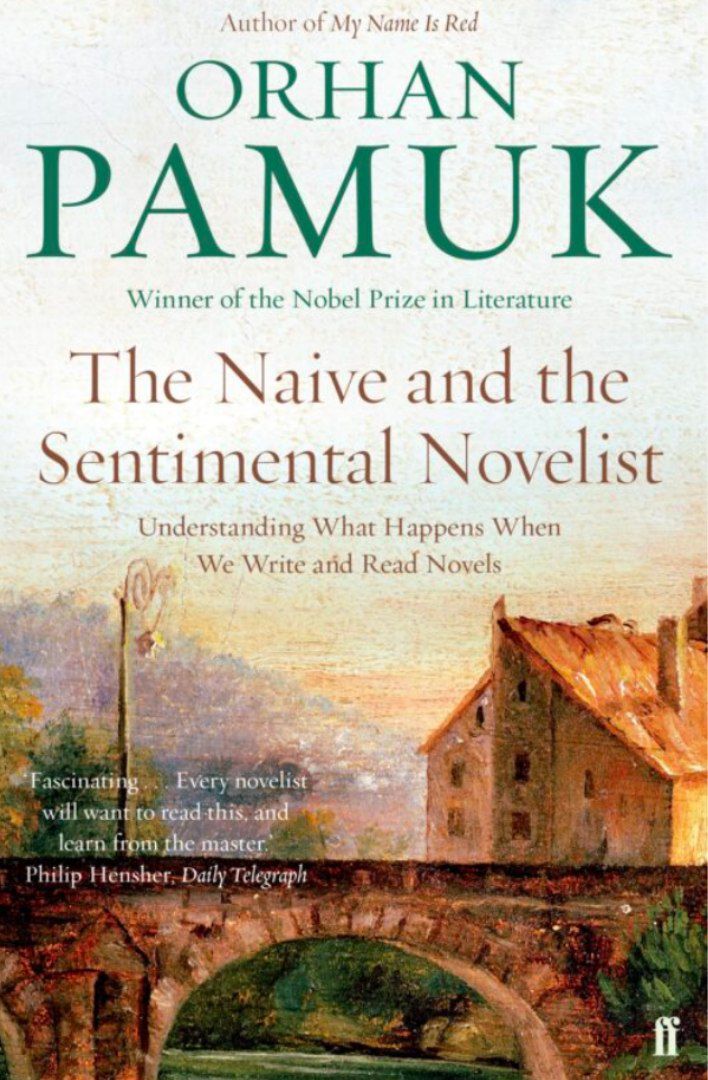 Author of My Name Is Red
ORHAN
PAMUK
Winner of the Nobel Prize in Literature
The Naive and the
Sentimental Novelist
Understanding What Happens When
We Write and Read Novels
‘Fascinating . . . Every novelist
will want to read this, and
learn from the master.’
Philip Hensher, Daily Telegraph
ff